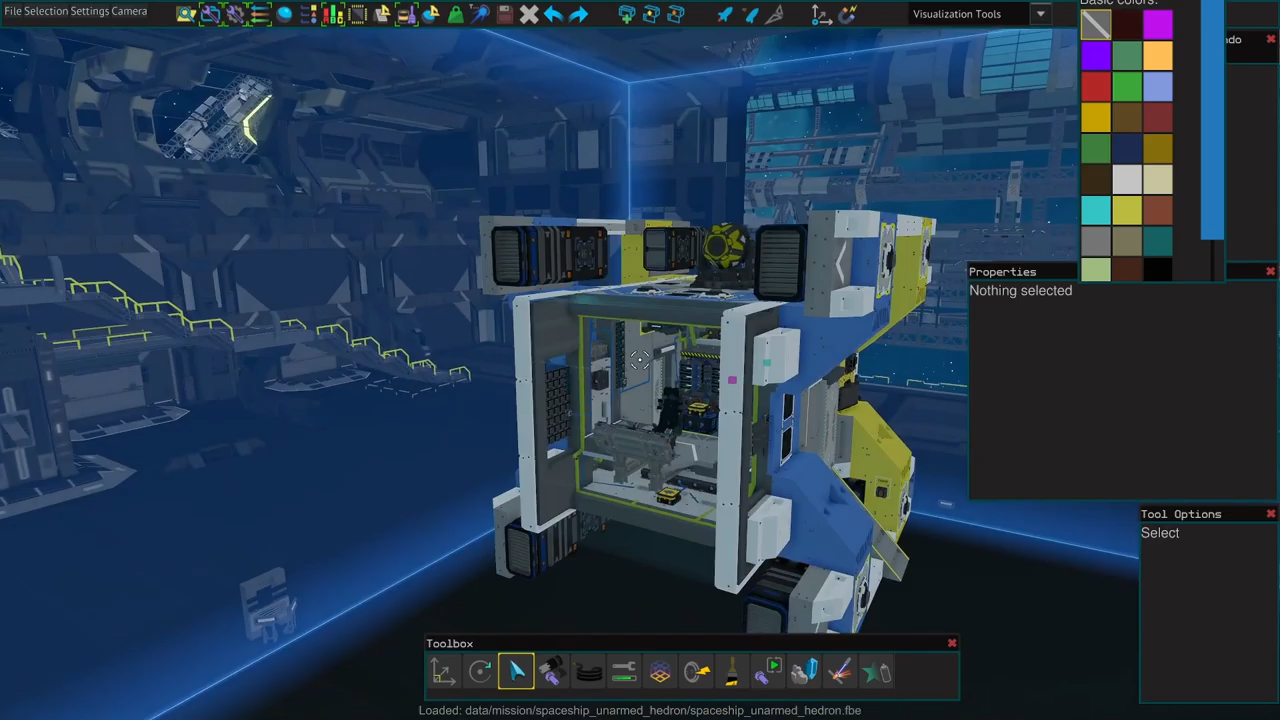 File Selection Settings Camera
Visualization Tools
Basic colors:
Properties
Nothing selected
Tool Options
Select
Toolbox
Loaded: data/mission/spaceship_unarmed_hedron/spaceship_unarmed_hedron.fbe